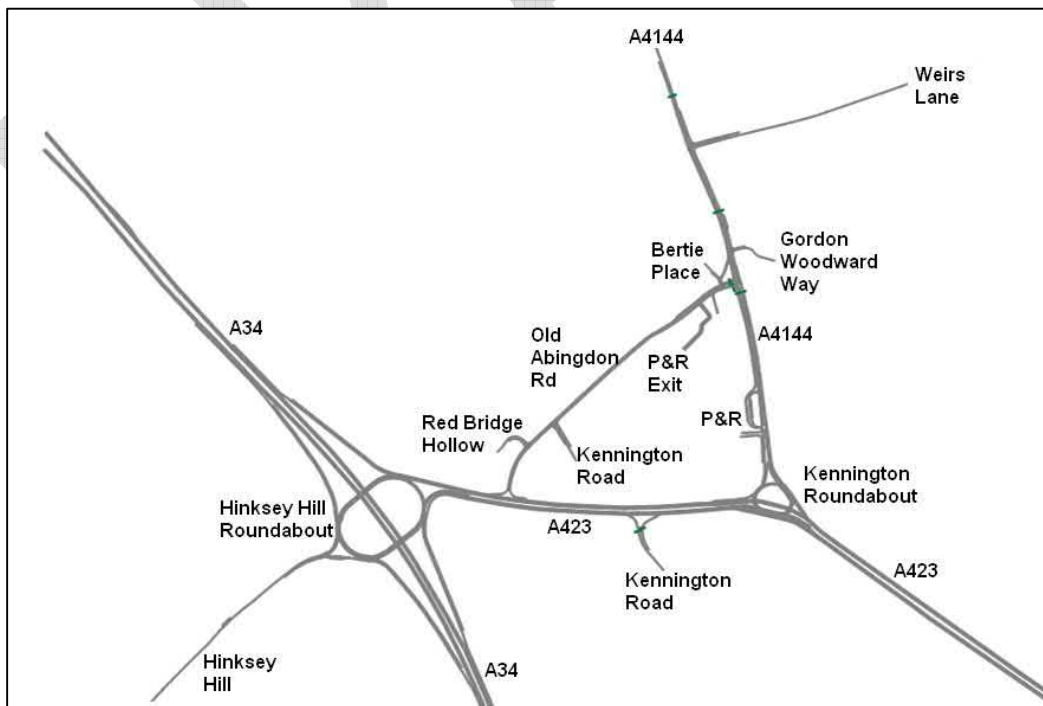 A4144
Weirs
Lane
Bertie
Place
Gordon
Woodward
Way
A34
A4144
Old
Abingdon
Rd
P&R
Exit
Red Bridge
Hollow
P&R
Kennington
Road
Kennington
Roundabout
Hinksey Hill
Roundabout
A423
Kennington
Road
A423
Hinksey
Hill
A34